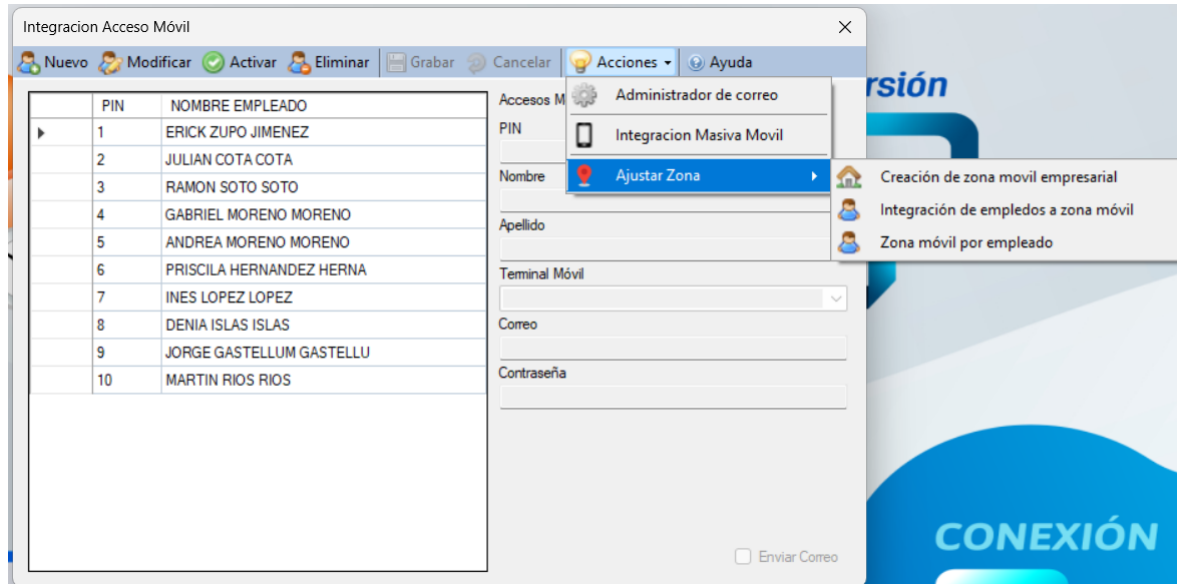 Integracion Acceso Móvil
Nuevo Modificar Activar Eliminar Grabar Cancelar Acciones Ayuda
PIN NOMBRE EMPLEADO
1 ERICK ZUPO JIMENEZ
2 JULIAN COTA COTA
3 RAMON SOTO SOTO
4 GABRIEL MORENO MORENO
5 ANDREA MORENO MORENO
6 PRISCILA HERNANDEZ HERNA
7 INES LOPEZ LOPEZ
8 DENIA ISLAS ISLAS
9 JORGE GASTELLUM GASTELLU
10 MARTIN RIOS RIOS
Accesos M
PIN
Nombre
Apellido
Terminal Móvil
Correo
Contraseña
Enviar Correo
Administrador de correo
Integracion Masiva Movil
Ajustar Zona
Creación de zona movil empresarial
Integración de empledos a zona móvil
Zona móvil por empleado
rsión
CONEXIÓN